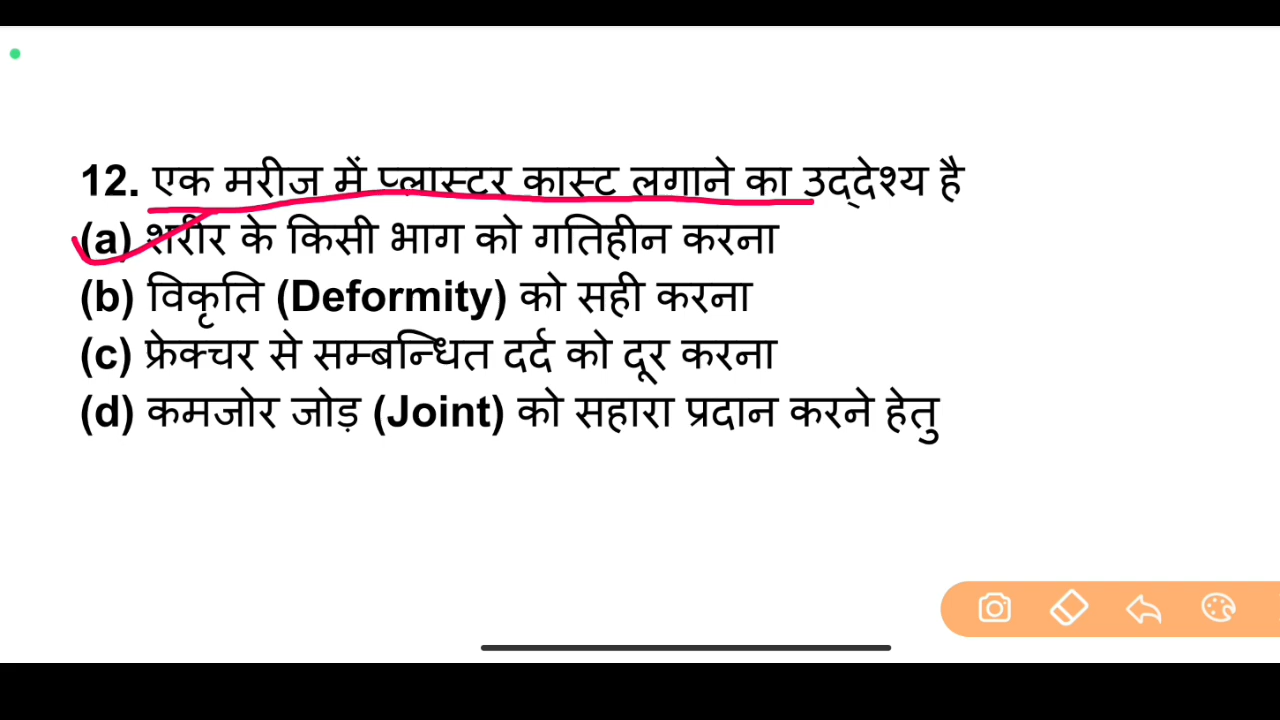 12. एक मरीज में प्लास्टर कास्ट लगाने का उद्देश्य है
(a) शरीर के किसी भाग को गतिहीन करना
(b) विकृति (Deformity) को सही करना
(c) फ्रेक्चर से सम्बन्धित दर्द को दूर करना
(d) कमजोर जोड़ (Joint) को सहारा प्रदान करने हेतु